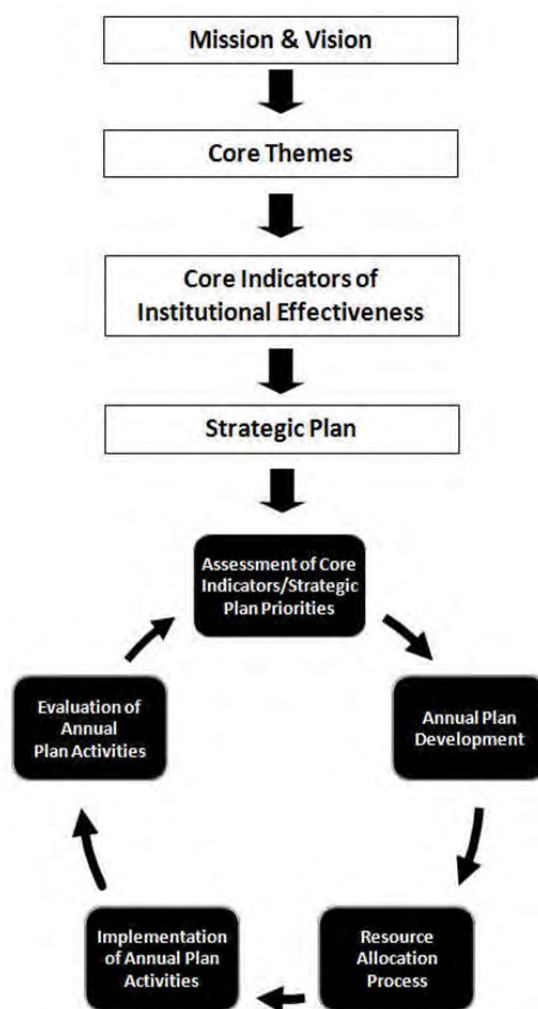 Mission & Vision
Core Themes
Core Indicators of
Institutional Effectiveness
Strategic Plan
Assessment of Core
Indicators/Strategic
Plan Priorities
Evaluation of
Annual
Plan Activities
Annual Plan
Development
Implementation
of Annual Plan
Activities
Resource
Allocation
Process